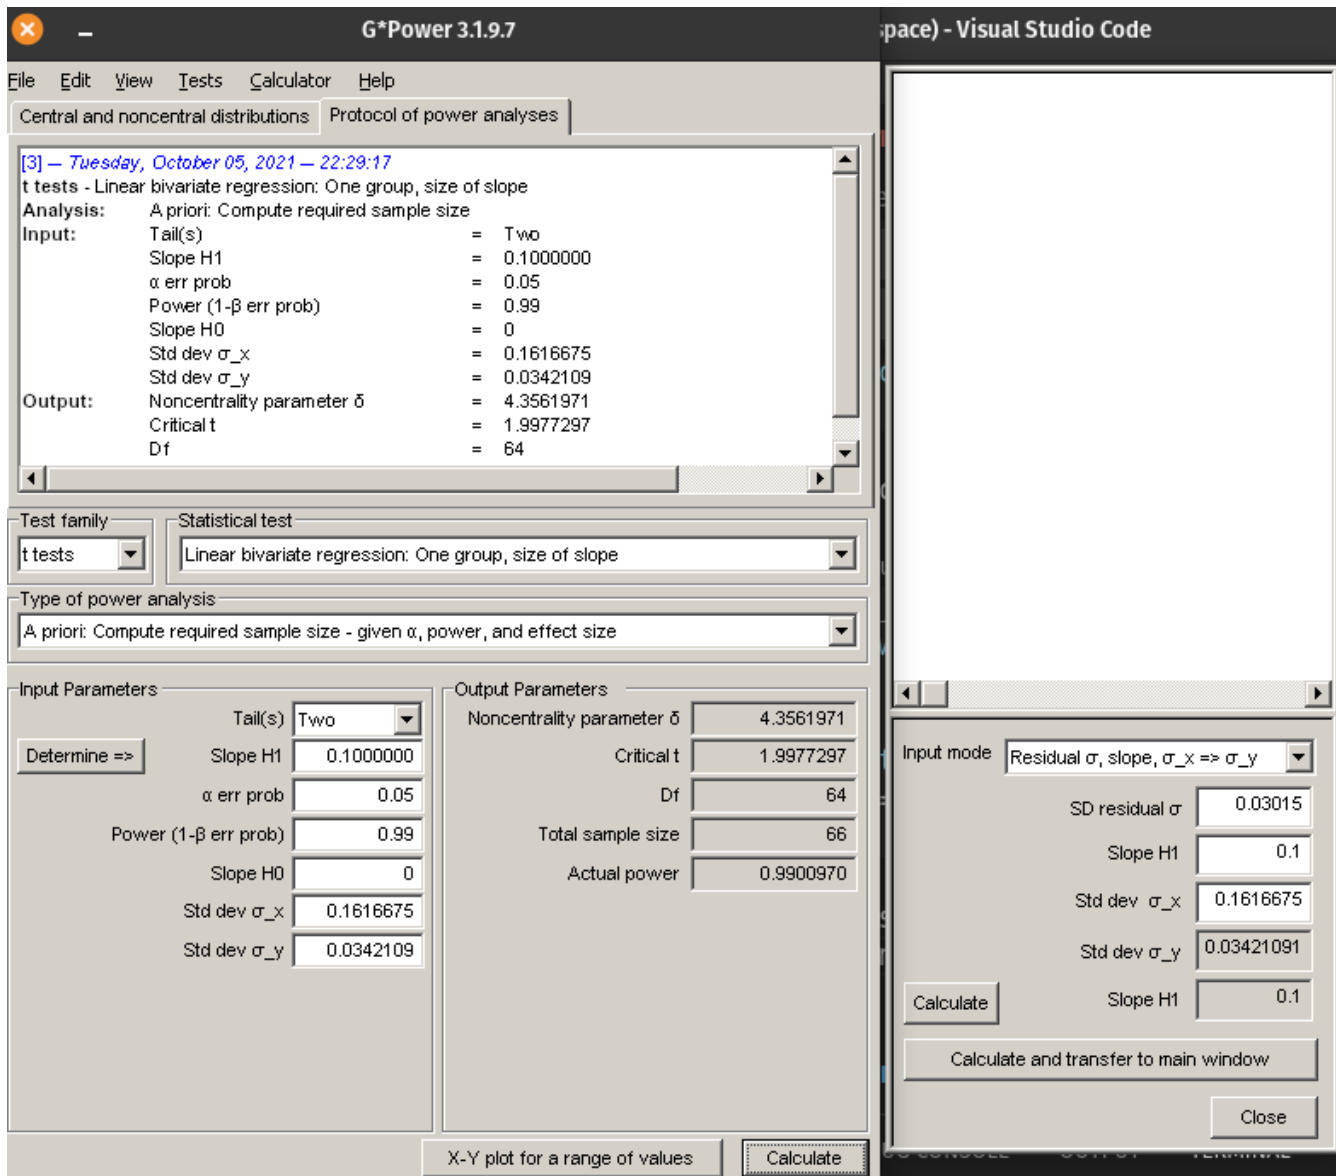 G*Power 3.1.9.7
File Edit View Tests Calculator Help
Central and noncentral distributions Protocol of power analyses
[3] -- Tuesday, October 05, 2021 -- 22:29:17
t tests - Linear bivariate regression: One group, size of slope
Analysis: A priori: Compute required sample size
Input: Tail(s) = Two
Slope H1 = 0.1000000
α err prob = 0.05
Power (1-β err prob) = 0.99
Slope H0 = 0
Std dev σ_x = 0.1616675
Std dev σ_y = 0.0342109
Output: Noncentrality parameter δ = 4.3561971
Critical t = 1.9977297
Df = 64
Test family
t tests
Statistical test
Linear bivariate regression: One group, size of slope
Type of power analysis
A priori: Compute required sample size - given α, power, and effect size
Input Parameters
Tail(s) Two
Determine => Slope H1 0.1000000
α err prob 0.05
Power (1-β err prob) 0.99
Slope H0 0
Std dev σ_x 0.1616675
Std dev σ_y 0.0342109
Output Parameters
Noncentrality parameter δ 4.3561971
Critical t 1.9977297
Df 64
Total sample size 66
Actual power 0.9900970
X-Y plot for a range of values Calculate
pace) - Visual Studio Code
Input mode Residual σ, slope, σ_x => σ_y
SD residual σ 0.03015
Slope H1 0.1
Std dev σ_x 0.1616675
Std dev σ_y 0.03421091
Calculate Slope H1 0.1
Calculate and transfer to main window
Close